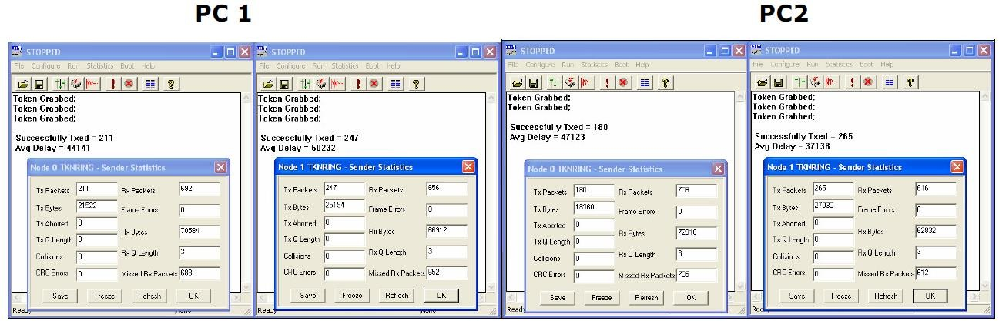 PC 1
PC2
STOPPED
File Configure Run Statistics Boot Help
Token Grabbed;
Token Grabbed;
Token Grabbed;
Successfully Txed = 211
Avg Delay = 44141
Node 0 TKNRING - Sender Statistics
Tx Packets 211 Rx Packets 692
Tx Bytes 21522 Frame Errors 0
Tx Aborted 0
Rx Bytes 70584
Tx Q Length 0
Rx Q Length 3
Collisions 0
CRC Errors 0 Missed Rx Packets 688
Save Freeze Refresh OK
Ready
STOPPED
File Configure Run Statistics Boot Help
Token Grabbed;
Token Grabbed;
Token Grabbed;
Successfully Txed = 247
Avg Delay = 50232
Node 1 TKNRING - Sender Statistics
Tx Packets 247 Rx Packets 656
Tx Bytes 25194 Frame Errors 0
Tx Aborted 0
Rx Bytes 66912
Tx Q Length 0
Rx Q Length 3
Collisions 0
CRC Errors 0 Missed Rx Packets 652
Save Freeze Refresh OK
Ready
STOPPED
File Configure Run Statistics Boot Help
Token Grabbed;
Token Grabbed;
Successfully Txed = 180
Avg Delay = 47123
Node 0 TKNRING - Sender Statistics
Tx Packets 180 Rx Packets 709
Tx Bytes 18360 Frame Errors 0
Tx Aborted 0
Rx Bytes 72318
Tx Q Length 0
Rx Q Length 3
Collisions 0
CRC Errors 0 Missed Rx Packets 705
Save Freeze Refresh OK
Ready
STOPPED
File Configure Run Statistics Boot Help
Token Grabbed;
Token Grabbed;
Token Grabbed;
Successfully Txed = 265
Avg Delay = 37138
Node 1 TKNRING - Sender Statistics
Tx Packets 265 Rx Packets 616
Tx Bytes 27030 Frame Errors 0
Tx Aborted 0
Rx Bytes 62832
Tx Q Length 0
Rx Q Length 3
Collisions 0
CRC Errors 0 Missed Rx Packets 612
Save Freeze Refresh OK
Ready